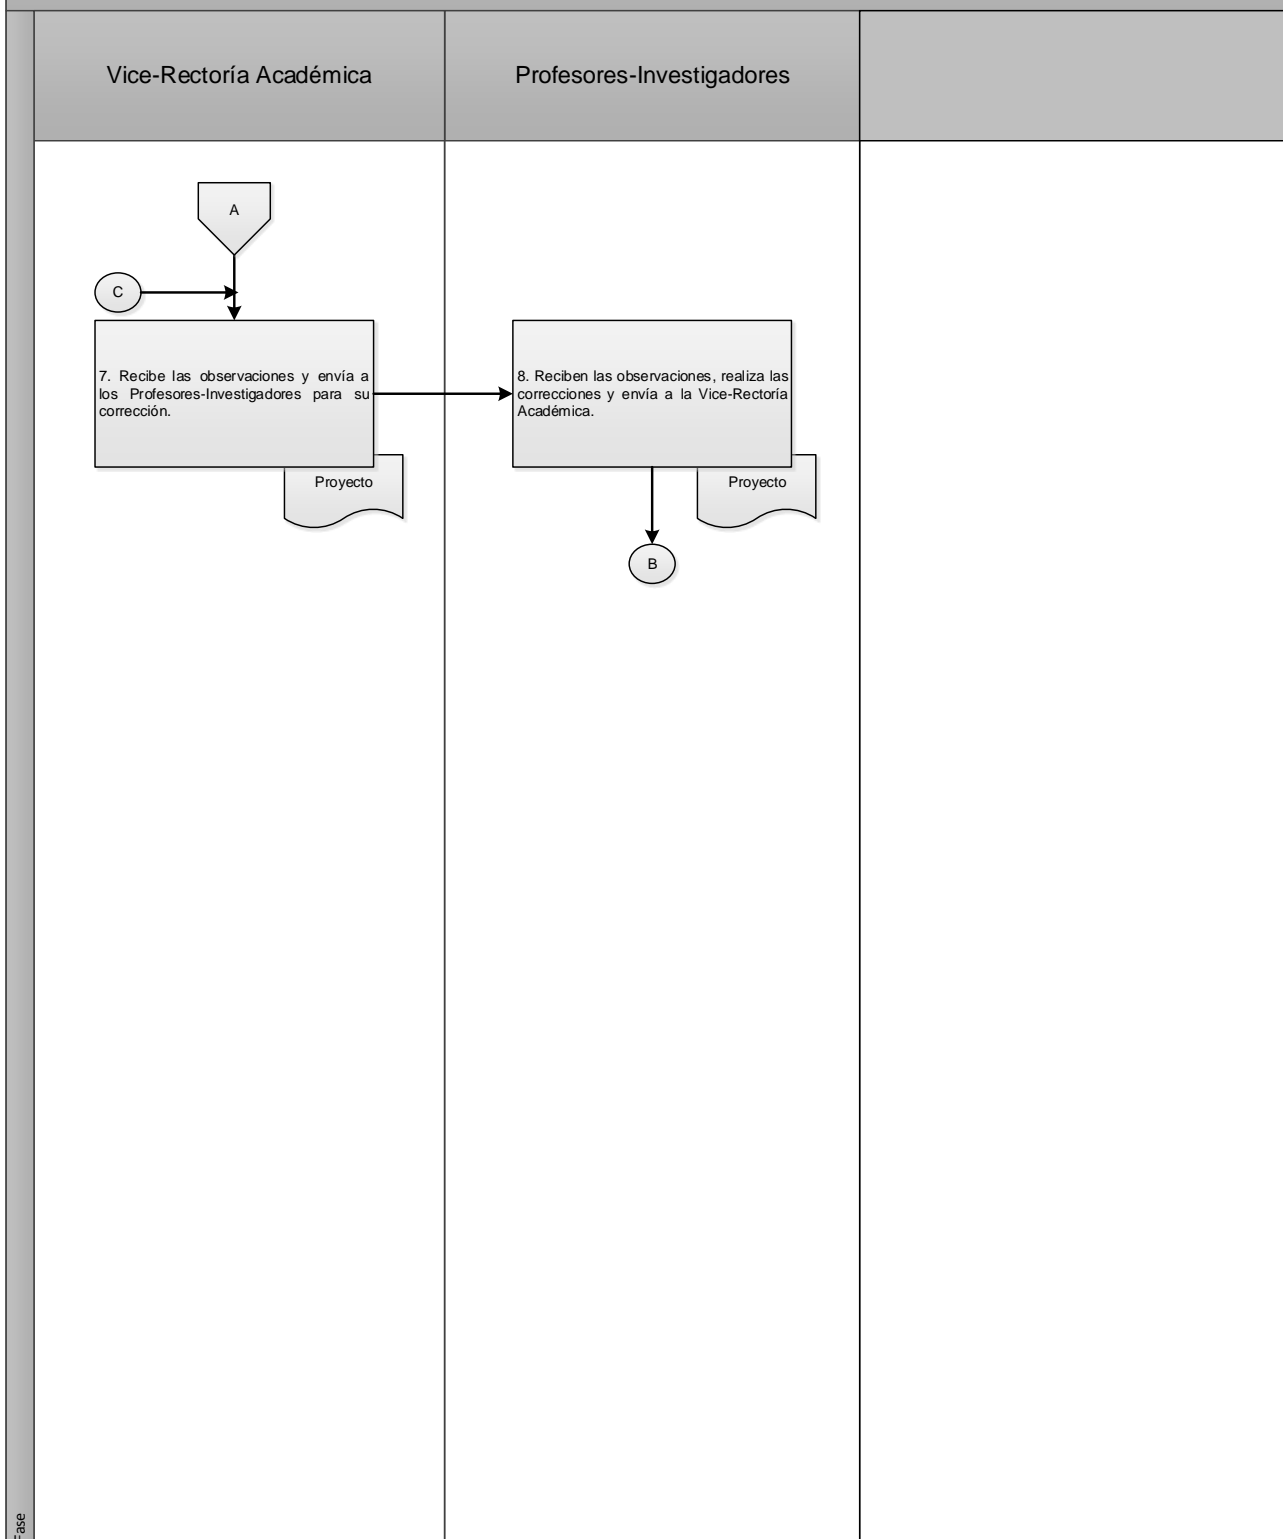 Vice-Rectoría Académica
Profesores-Investigadores
A
C
7. Recibe las observaciones y envía a
los Profesores-Investigadores para su
corrección.
8. Reciben las observaciones, realiza las
correcciones y envía a la Vice-Rectoría
Académica.
Proyecto
Proyecto
B
Fase